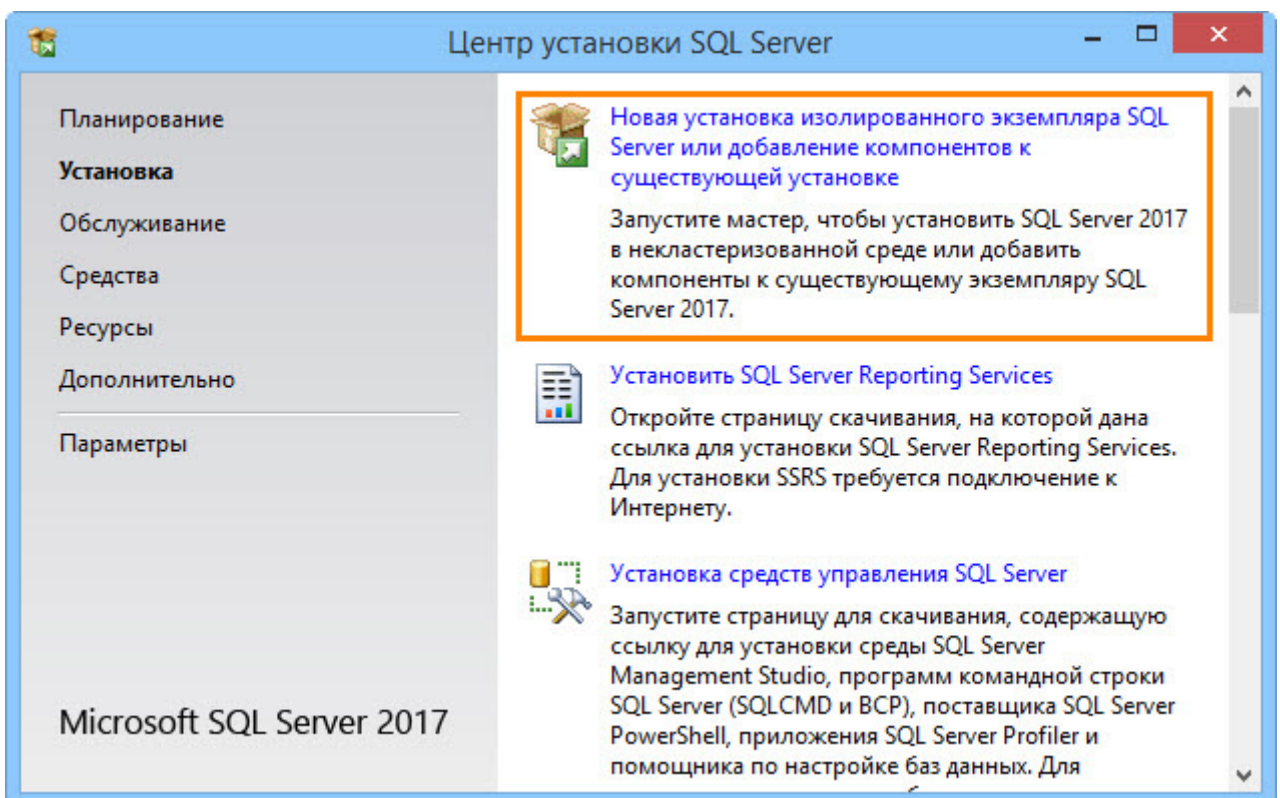 Центр установки SQL Server
Планирование
Установка
Обслуживание
Средства
Ресурсы
Дополнительно
Параметры
Microsoft SQL Server 2017
Новая установка изолированного экземпляра SQL
Server или добавление компонентов к
существующей установке
Запустите мастер, чтобы установить SQL Server 2017
в некластеризованной среде или добавить
компоненты к существующему экземпляру SQL
Server 2017.
Установить SQL Server Reporting Services
Откройте страницу скачивания, на которой дана
ссылка для установки SQL Server Reporting Services.
Для установки SSRS требуется подключение к
Интернету.
Установка средств управления SQL Server
Запустите страницу для скачивания, содержащую
ссылку для установки среды SQL Server
Management Studio, программ командной строки
SQL Server (SQLCMD и BCP), поставщика SQL Server
PowerShell, приложения SQL Server Profiler и
помощника по настройке баз данных. Для